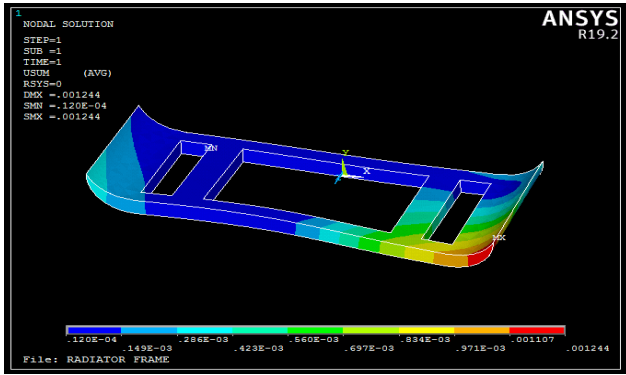 1
NODAL SOLUTION
ANSYS
R19.2
STEP=1
SUB =1
TIME=1
USUM (AVG)
RSYS=0
DMX =.001244
SMN =.120E-04
SMX =.001244
MN
Y
X
MX
.120E-04 .286E-03 .560E-03 .834E-03 .001107
.149E-03 .423E-03 .697E-03 .971E-03 .001244
File: RADIATOR FRAME